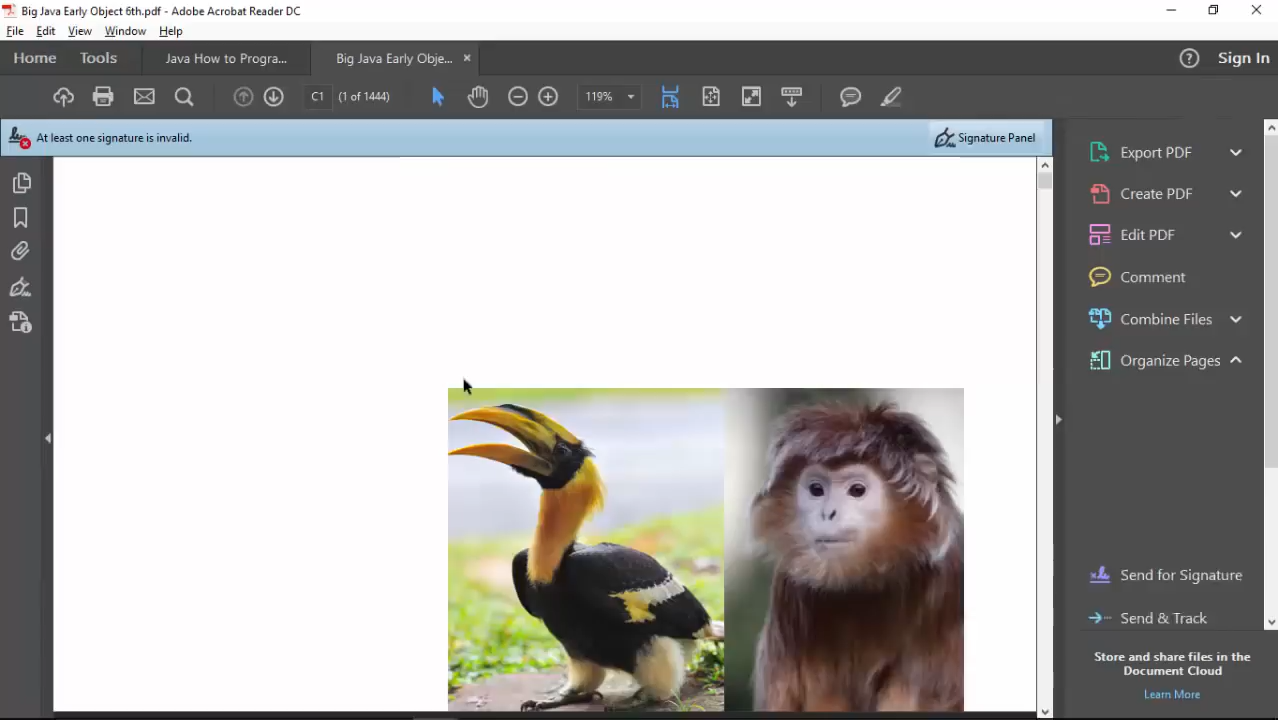 Big Java Early Object 6th.pdf - Adobe Acrobat Reader DC
File Edit View Window Help
Home Tools Java How to Progra... Big Java Early Obje... × Sign In
C1 (1 of 1444) 119%
At least one signature is invalid. Signature Panel
Export PDF
Create PDF
Edit PDF
Comment
Combine Files
Organize Pages
Send for Signature
Send & Track
Store and share files in the
Document Cloud
Learn More